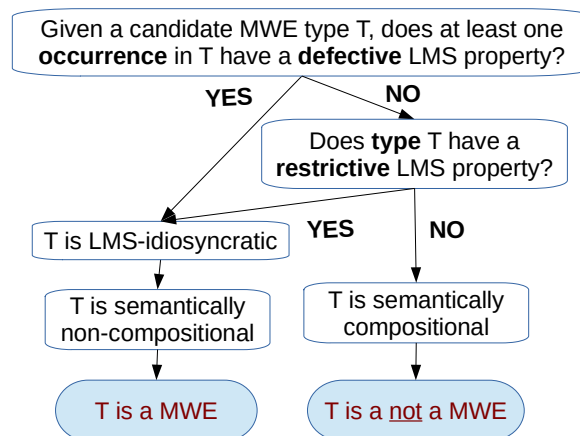 Given a candidate MWE type T, does at least one
occurrence in T have a defective LMS property?
YES
NO
Does type T have a
restrictive LMS property?
T is LMS-idiosyncratic
YES
NO
T is semantically
non-compositional
T is semantically
compositional
T is a MWE
T is a not a MWE